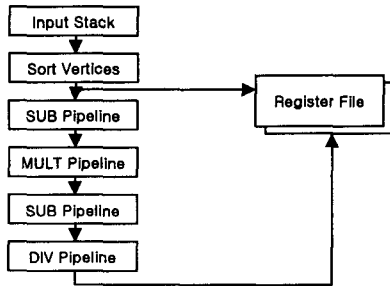 Input Stack
Sort Vertices
Register File
SUB Pipeline
MULT Pipeline
SUB Pipeline
DIV Pipeline